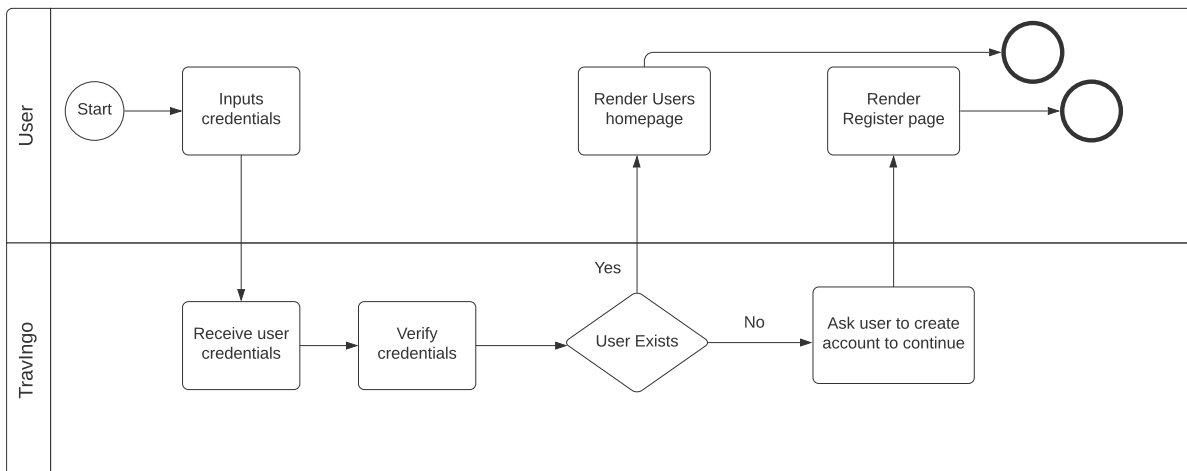 User
Start
Inputs
credentials
Render Users
homepage
Render
Register page
TravIngo
Yes
No
Receive user
credentials
Verify
credentials
User Exists
Ask user to create
account to continue